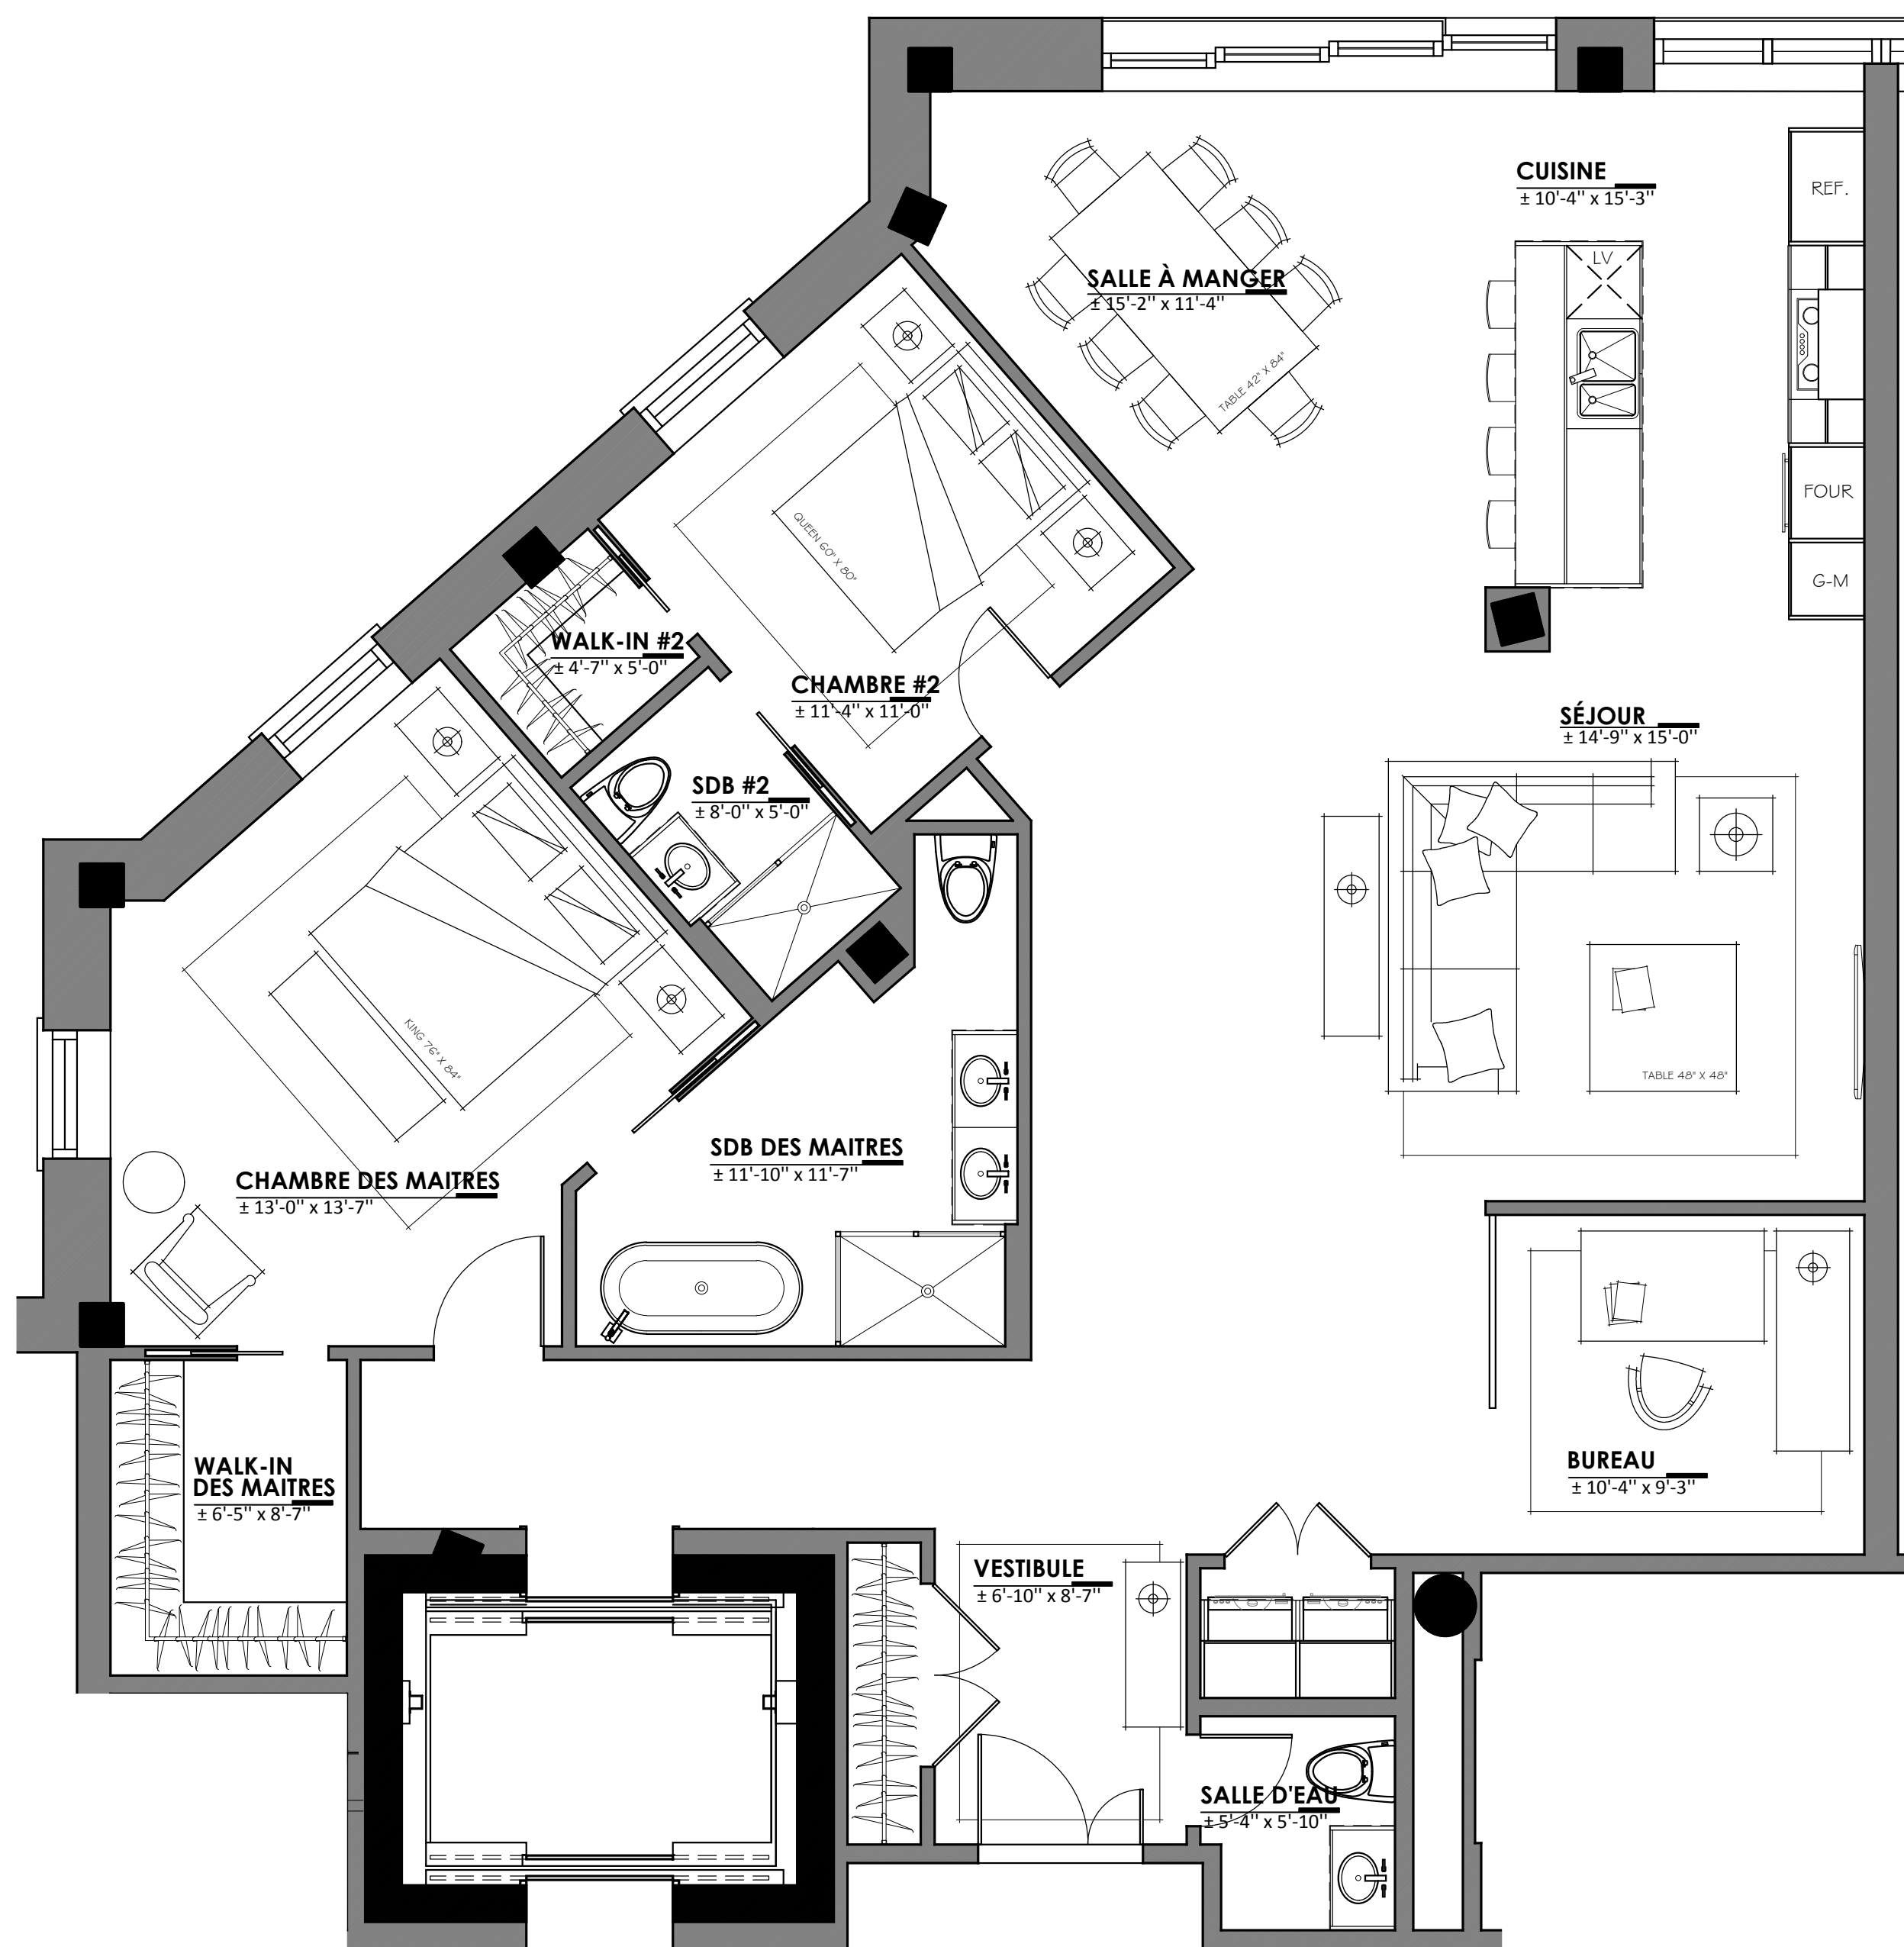 CUISINE
± 10'-4'' x 15'-3''
REF.
LV
SALLE À MANGER
± 15'-2'' x 11'-4''
TABLE 42" X 84"
FOUR
G-M
QUEEN 60" X 80"
WALK-IN #2
± 4'-7'' x 5'-0''
CHAMBRE #2
± 11'-4'' x 11'-0''
SÉJOUR
± 14'-9'' x 15'-0''
SDB #2
± 8'-0'' x 5'-0''
KING 76" X 84"
TABLE 48" X 48"
SDB DES MAITRES
± 11'-10'' x 11'-7''
CHAMBRE DES MAITRES
± 13'-0'' x 13'-7''
WALK-IN
DES MAITRES
± 6'-5'' x 8'-7''
BUREAU
± 10'-4'' x 9'-3''
VESTIBULE
± 6'-10'' x 8'-7''
SALLE D'EAU
± 5'-4'' x 5'-10''